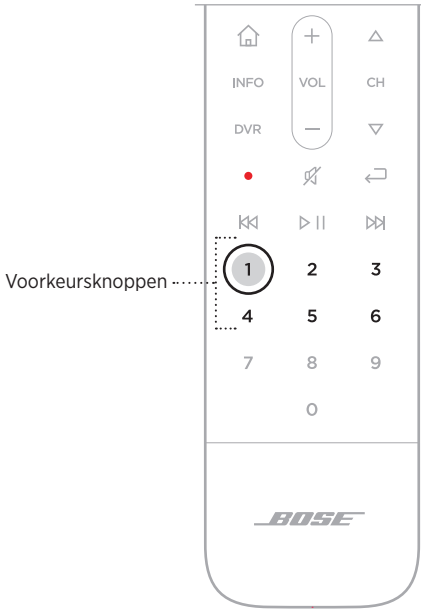 +
INFO VOL CH
DVR −
Voorkeursknoppen
1 2 3
4 5 6
7 8 9
0
BOSE